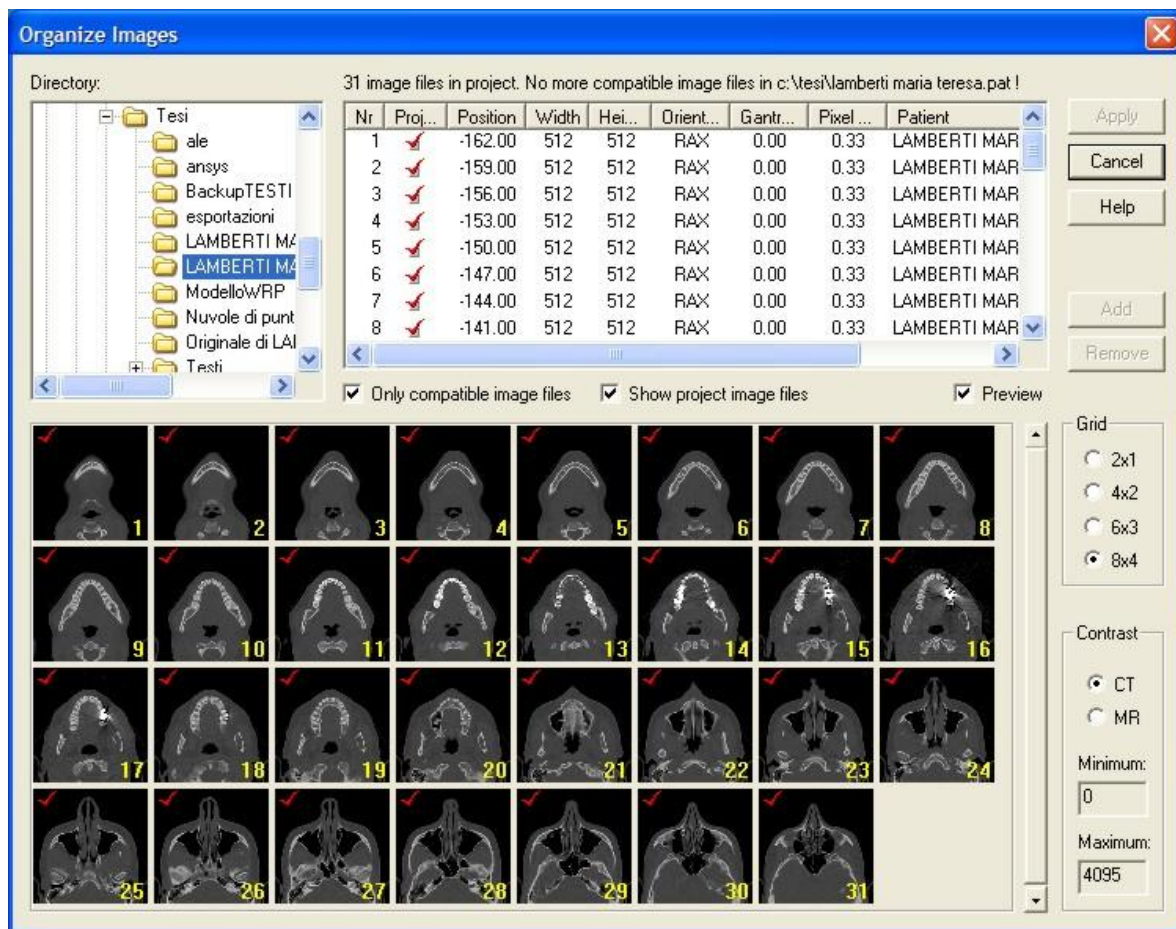 Organize Images
Directory:
31 image files in project. No more compatible image files in c:\tesi\lamberti maria teresa.pat !
Tesi
ale
ansys
BackupTESTI
esportazioni
LAMBERTI MA
LAMBERTI MA
ModelloWRP
Nuvole di punt
Originale di LAI
Testi
Nr Proj... Position Width Hei... Orient... Gantr... Pixel ... Patient
1 -162.00 512 512 RAX 0.00 0.33 LAMBERTI MAR
2 -159.00 512 512 RAX 0.00 0.33 LAMBERTI MAR
3 -156.00 512 512 RAX 0.00 0.33 LAMBERTI MAR
4 -153.00 512 512 RAX 0.00 0.33 LAMBERTI MAR
5 -150.00 512 512 RAX 0.00 0.33 LAMBERTI MAR
6 -147.00 512 512 RAX 0.00 0.33 LAMBERTI MAR
7 -144.00 512 512 RAX 0.00 0.33 LAMBERTI MAR
8 -141.00 512 512 RAX 0.00 0.33 LAMBERTI MAR
Apply
Cancel
Help
Add
Remove
Only compatible image files Show project image files Preview
1 2 3 4 5 6 7 8
9 10 11 12 13 14 15 16
17 18 19 20 21 22 23 24
25 26 27 28 29 30 31
Grid
2x1
4x2
6x3
8x4
Contrast
CT
MR
Minimum:
0
Maximum:
4095